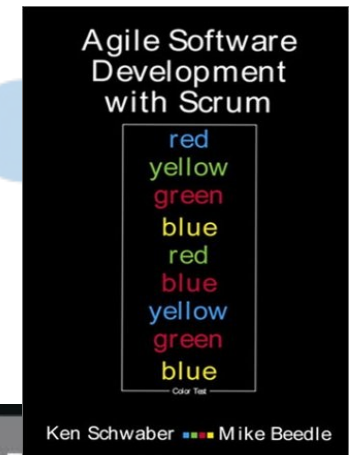 Agile Software
Development
with Scrum
red
yellow
green
blue
red
blue
yellow
green
blue
Color Test
Ken Schwaber Mike Beedle